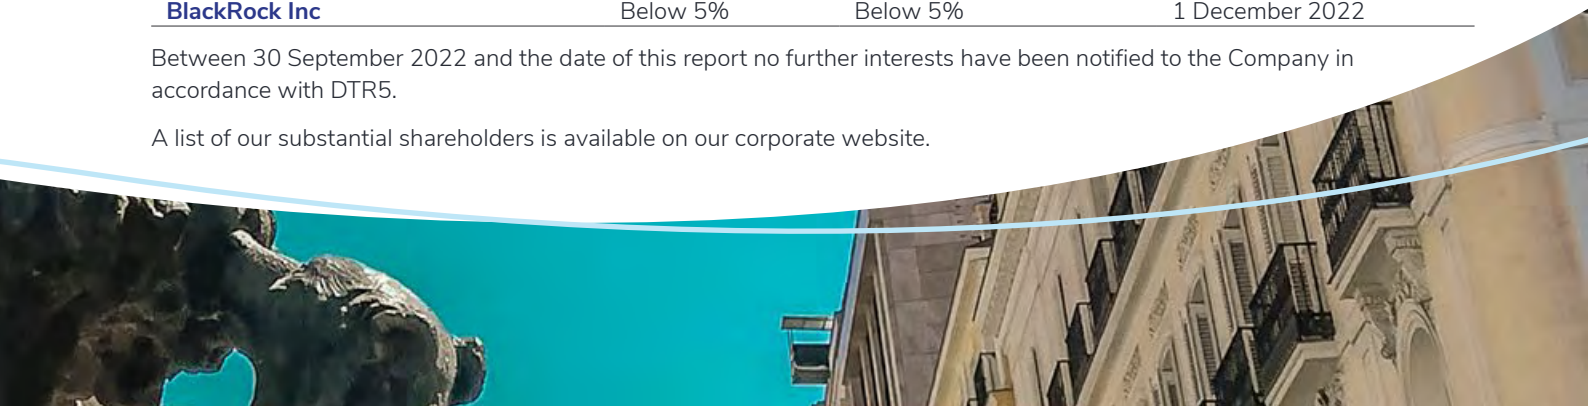 BlackRock Inc Below 5% Below 5% 1 December 2022
Between 30 September 2022 and the date of this report no further interests have been notified to the Company in
accordance with DTR5.
A list of our substantial shareholders is available on our corporate website.